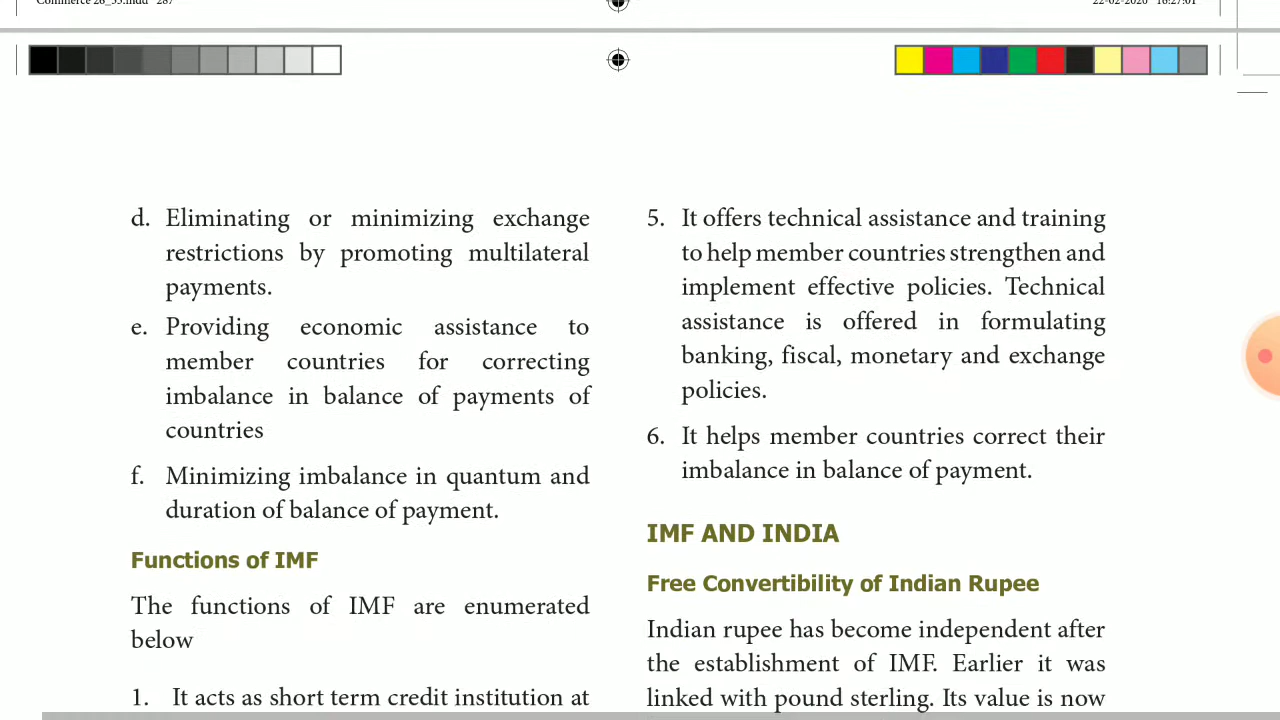 d. Eliminating or minimizing exchange
restrictions by promoting multilateral
payments.
e. Providing economic assistance to
member countries for correcting
imbalance in balance of payments of
countries
f. Minimizing imbalance in quantum and
duration of balance of payment.
Functions of IMF
The functions of IMF are enumerated
below
1. It acts as short term credit institution at
5. It offers technical assistance and training
to help member countries strengthen and
implement effective policies. Technical
assistance is offered in formulating
banking, fiscal, monetary and exchange
policies.
6. It helps member countries correct their
imbalance in balance of payment.
IMF AND INDIA
Free Convertibility of Indian Rupee
Indian rupee has become independent after
the establishment of IMF. Earlier it was
linked with pound sterling. Its value is now